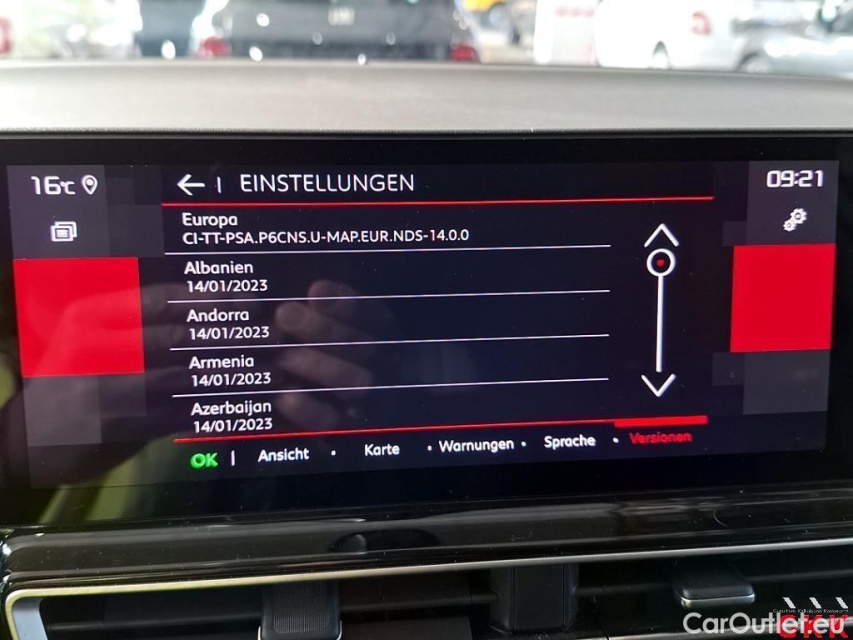 16°C
← | EINSTELLUNGEN
09:21
Europa
CI-TT-PSA.P6CNS.U-MAP.EUR.NDS-14.0.0
Albanien
14/01/2023
Andorra
14/01/2023
Armenia
14/01/2023
Azerbaijan
14/01/2023
OK | Ansicht • Karte • Warnungen • Sprache • Versionen
CarOutlet.eu